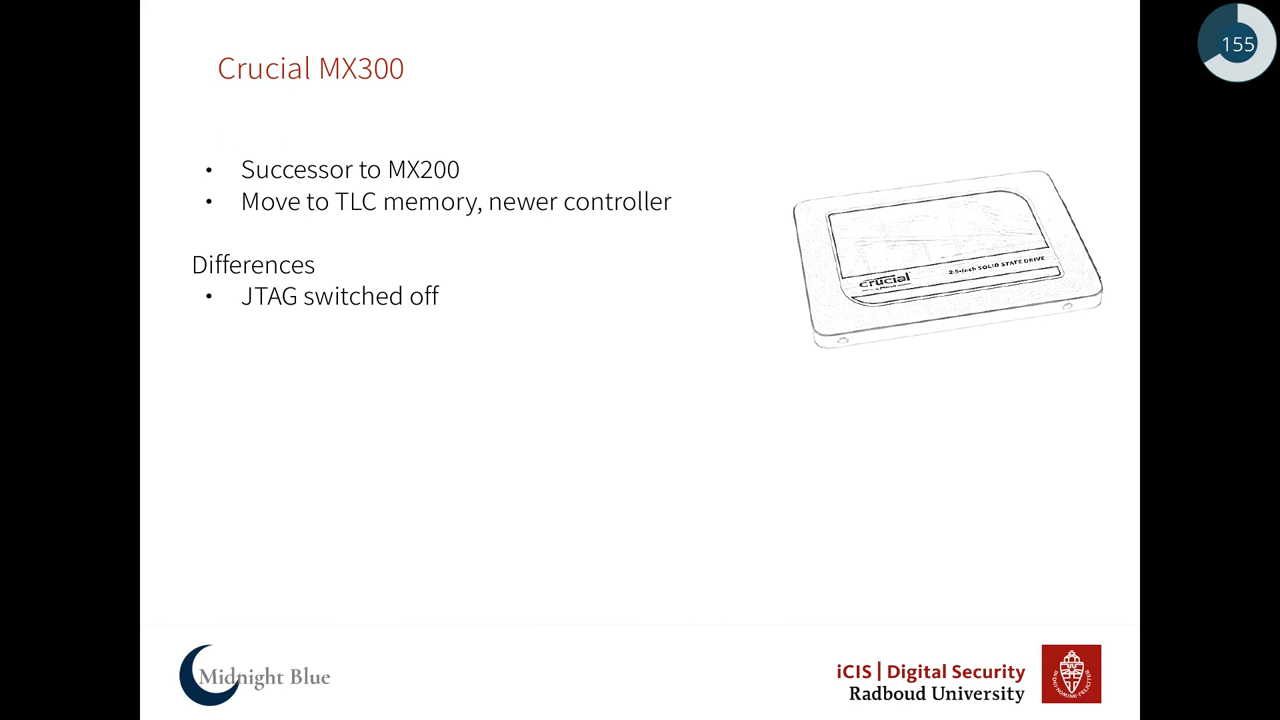 155
Crucial MX300
• Successor to MX200
• Move to TLC memory, newer controller
Differences
• JTAG switched off
crucial
2.5-inch SOLID STATE DRIVE
Midnight Blue
iCIS | Digital Security
Radboud University